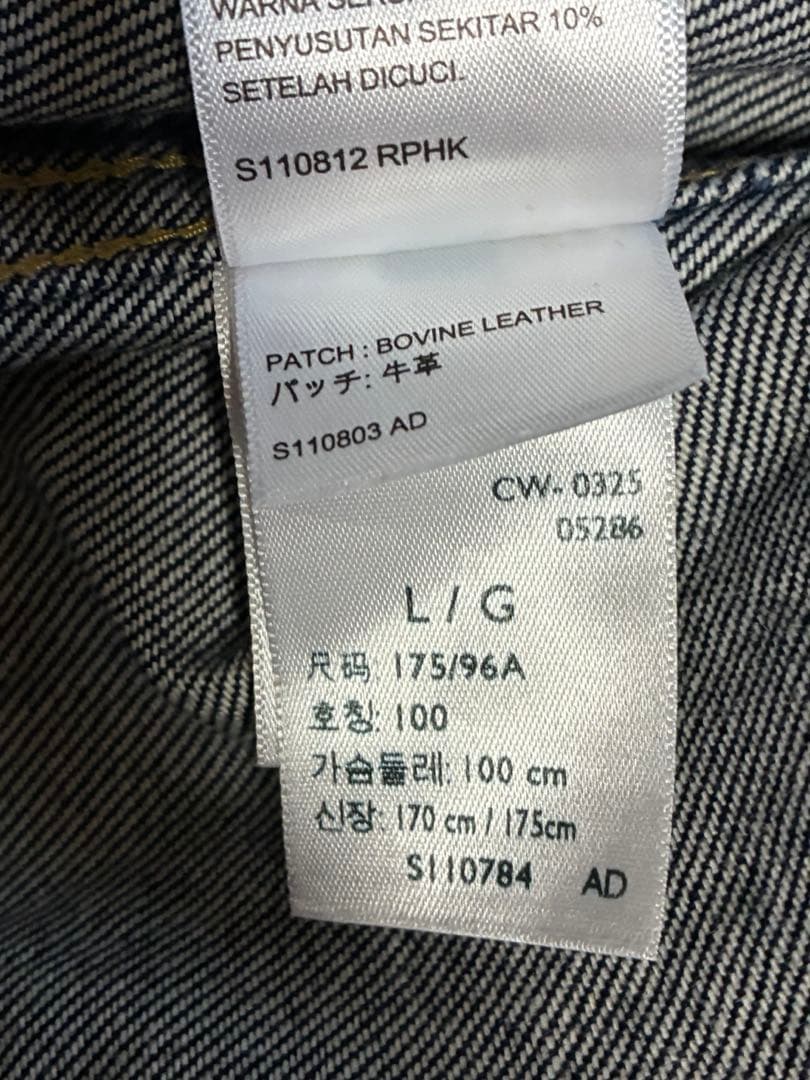 WARNA
PENYUSUTAN SEKITAR 10%
SETELAH DICUCI.
S110812 RPHK
PATCH : BOVINE LEATHER
パッチ: 牛革
S110803 AD
CW- 0325
05286
L / G
尺码: 175/96A
호칭: 100
가슴둘레: 100 cm
신장: 170 cm / 175cm
S110784 AD